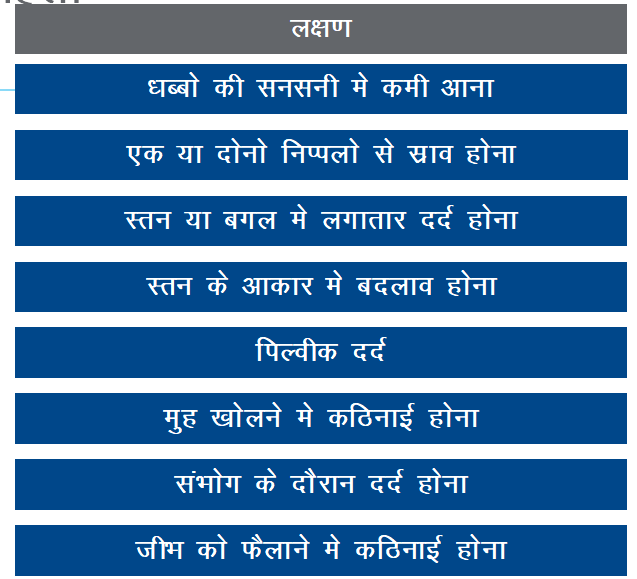 लक्षण
धब्बो की सनसनी मे कमी आना
एक या दोनो निप्पलो से स्राव होना
स्तन या बगल मे लगातार दर्द होना
स्तन के आकार मे बदलाव होना
पिल्वीक दर्द
मुह खोलने मे कठिनाई होना
संभोग के दौरान दर्द होना
जीभ को फैलाने मे कठिनाई होना